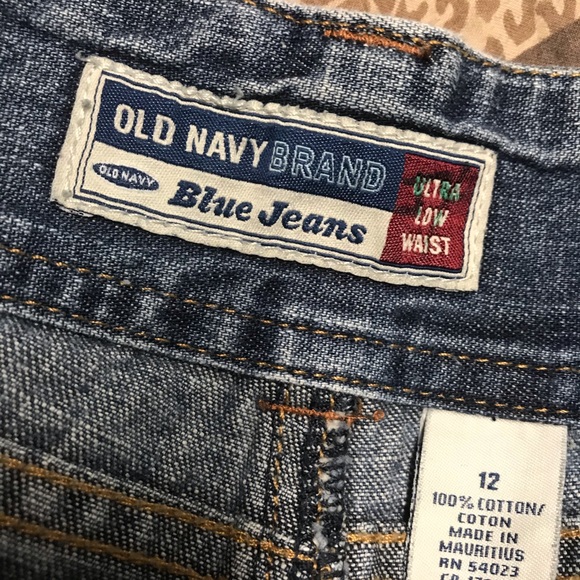 OLD NAVY BRAND
OLD NAVY
Blue Jeans
ULTRA
LOW
WAIST
12
100% COTTON/
COTON
MADE IN
MAURITIUS
RN 54023